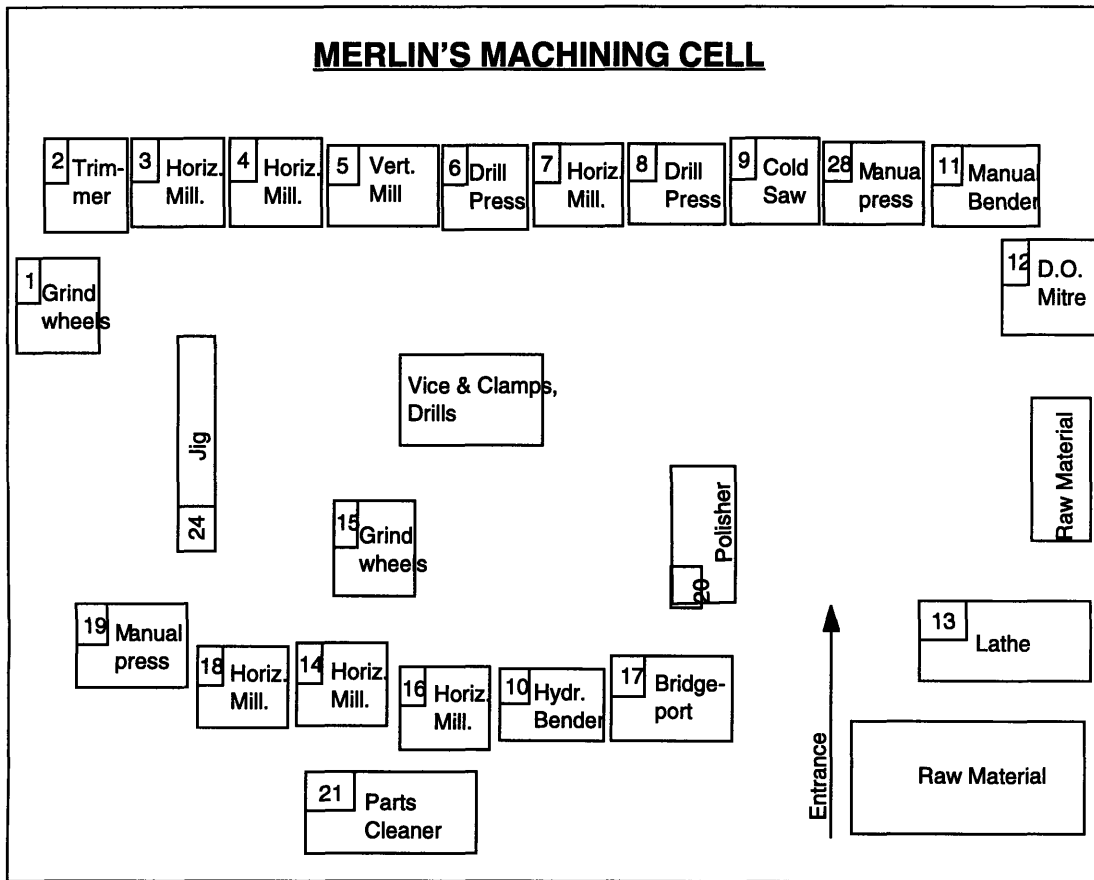 MERLIN'S MACHINING CELL
2 Trim-
mer
3 Horiz.
Mill.
4 Horiz.
Mill.
5 Vert.
Mill
6 Drill
Press
7 Horiz.
Mill.
8 Drill
Press
9 Cold
Saw
28 Manua
press
11 Manual
Bender
1 Grind
wheels
12 D.O.
Mitre
Jig
24
Vice & Clamps,
Drills
Raw Material
15 Grind
wheels
Polisher
20
19 Manual
press
18 Horiz.
Mill.
14 Horiz.
Mill.
16 Horiz.
Mill.
10 Hydr.
Bender
17 Bridge-
port
13
Lathe
21 Parts
Cleaner
Entrance
Raw Material